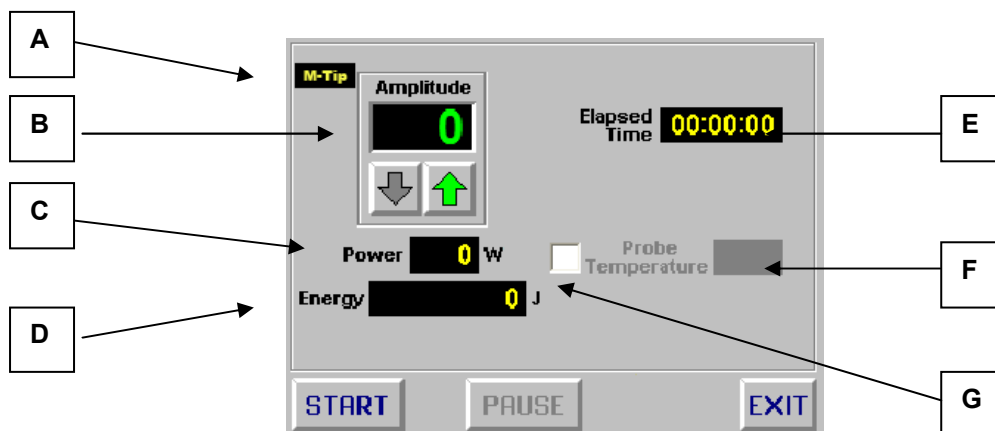 A
M-Tip
Amplitude
B
0
Elapsed
Time
00:00:00
E
C
Power 0 W
Probe
Temperature
F
Energy 0 J
D
G
START PAUSE EXIT